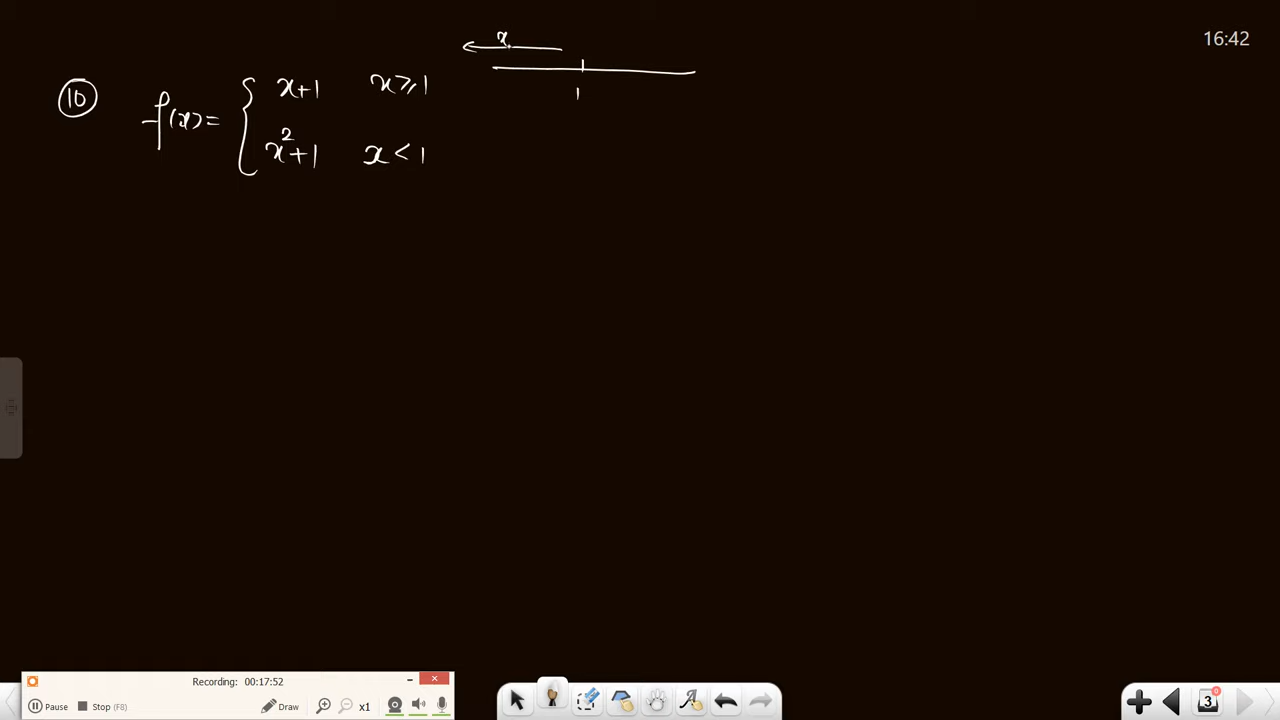 16:42
x
1
⑩ f(x) = { x+1 x ≥ 1
x²+1 x < 1
Recording: 00:17:52
Pause Stop (F8) Draw x1
3
0